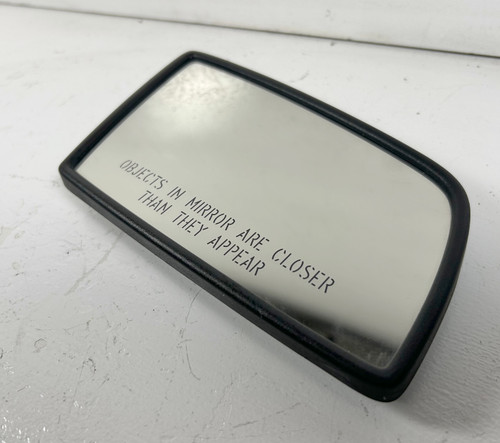 OBJECTS IN MIRROR ARE CLOSER
THAN THEY APPEAR